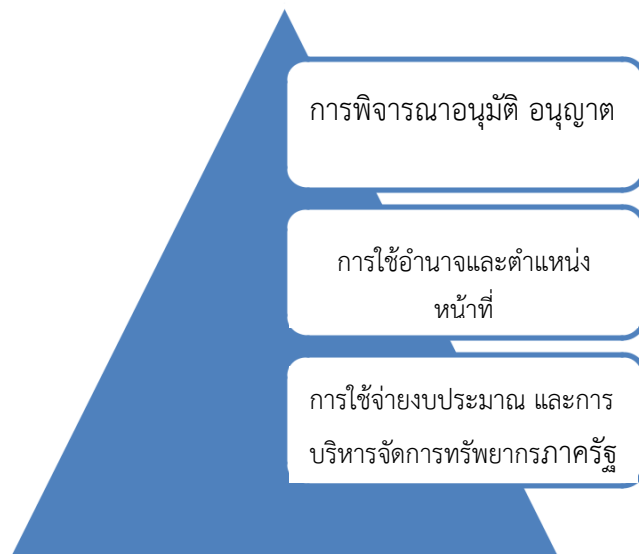 การพิจารณาอนุมัติ อนุญาต
การใช้อำนาจและตำแหน่ง
หน้าที่
การใช้จ่ายงบประมาณ และการ
บริหารจัดการทรัพยากรภาครัฐ